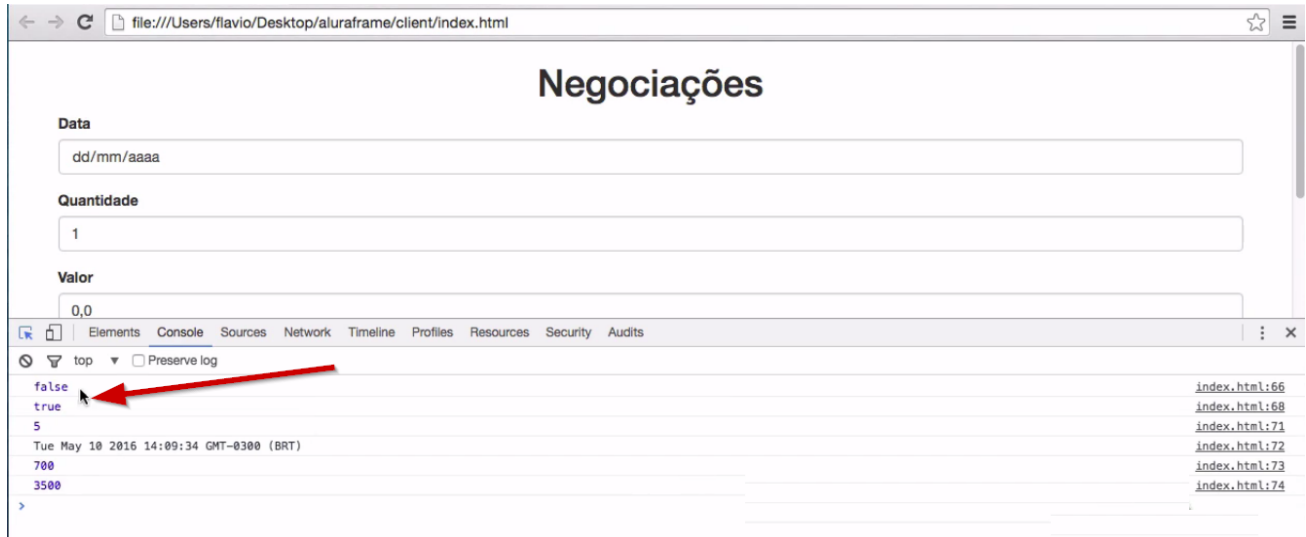 file:///Users/flavio/Desktop/aluraframe/client/index.html
Negociações
Data
dd/mm/aaaa
Quantidade
1
Valor
0,0
Elements Console Sources Network Timeline Profiles Resources Security Audits
top Preserve log
false index.html:66
true index.html:68
5 index.html:71
Tue May 10 2016 14:09:34 GMT-0300 (BRT) index.html:72
700 index.html:73
3500 index.html:74